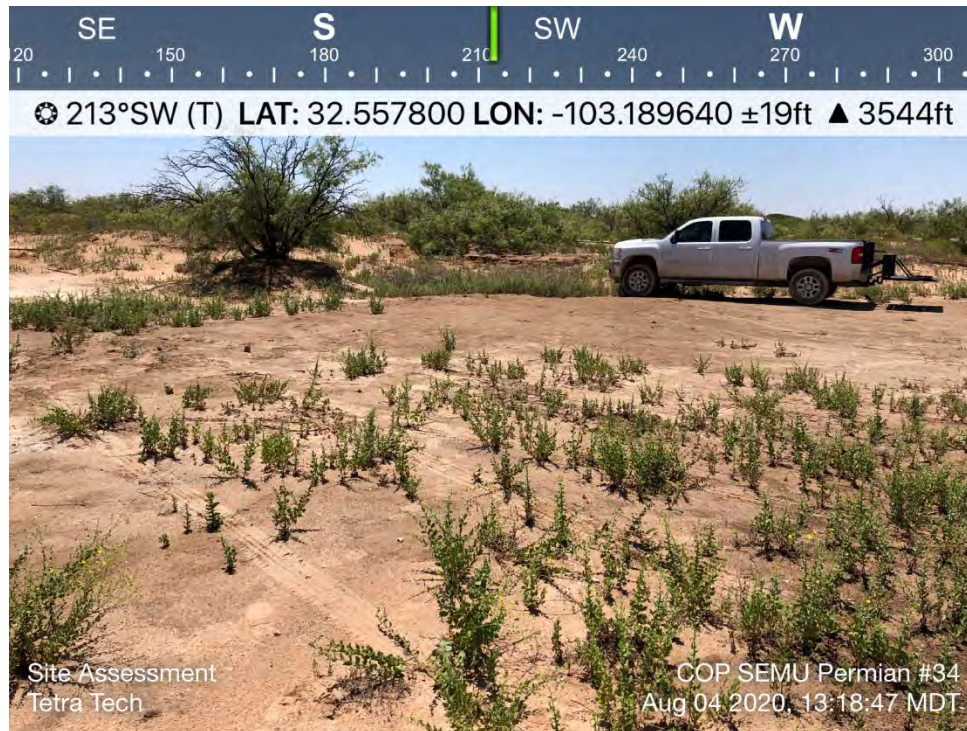 SE S SW W
120 150 180 210 240 270 300
213°SW (T) LAT: 32.557800 LON: -103.189640 ±19ft ▲ 3544ft
Site Assessment
Tetra Tech
COP SEMU Permian #34
Aug 04 2020, 13:18:47 MDT